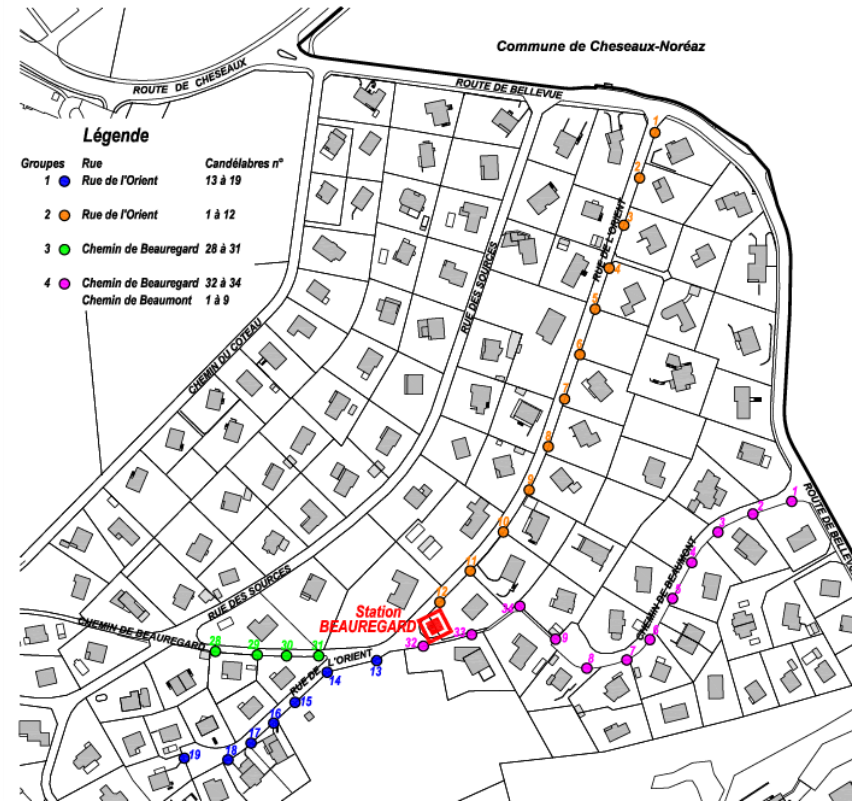 Commune de Cheseaux-Noréaz
ROUTE DE CHESEAUX
ROUTE DE BELLEVUE
Légende
Groupes Rue Candélabres n°
1 Rue de l'Orient 13 à 19
2 Rue de l'Orient 1 à 12
3 Chemin de Beauregard 28 à 31
4 Chemin de Beauregard 32 à 34
Chemin de Beaumont 1 à 9
1
2
3
RUE DE L'ORIENT
4
5
6
7
8
9
10
11
12
RUE DES SOURCES
CHEMIN DU COTEAU
1
2
3
4
5
6
7
8
9
ROUTE DE BELLEVUE
CHEMIN DE BEAUMONT
RUE DES SOURCES
Station
BEAUREGARD
34
33
32
CHEMIN DE BEAUREGARD
28
29
30
31
RUE DE L'ORIENT
13
14
15
16
17
18
19